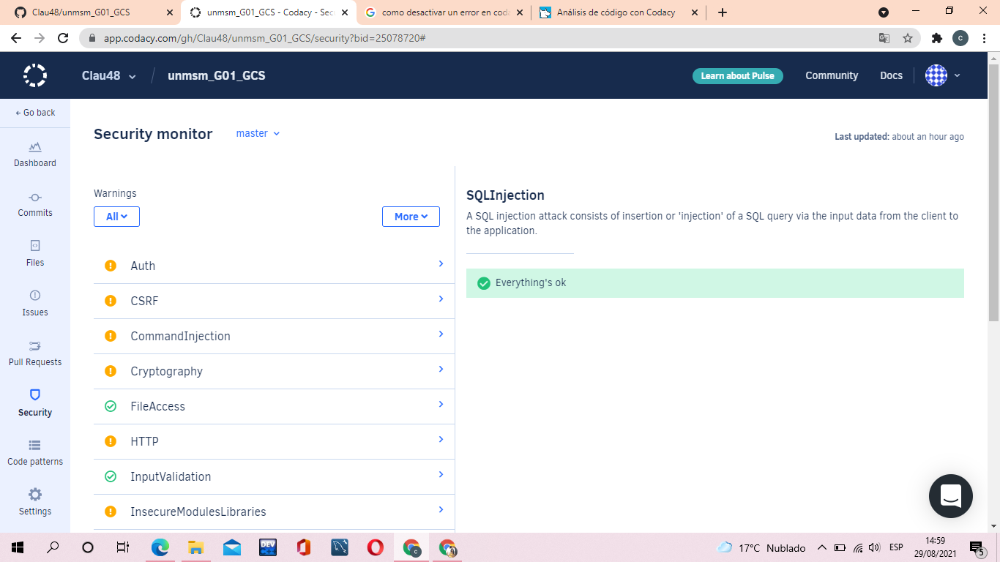 Clau48/unmsm_G01_GCS
unmsm_G01_GCS - Codacy - Sec
como desactivar un error en coda
Análisis de código con Codacy
app.codacy.com/gh/Clau48/unmsm_G01_GCS/security?bid=25078720#
c
Clau48 / unmsm_G01_GCS
Learn about Pulse
Community
Docs
← Go back
Dashboard
Commits
Files
Issues
Pull Requests
Security
Code patterns
Settings
Security monitor
master
Last updated: about an hour ago
Warnings
All
More
Auth
CSRF
CommandInjection
Cryptography
FileAccess
HTTP
InputValidation
InsecureModulesLibraries
SQLInjection
A SQL injection attack consists of insertion or 'injection' of a SQL query via the input data from the client to
the application.
Everything's ok
DEV
C
17°C Nublado
ESP
14:59
29/08/2021
5